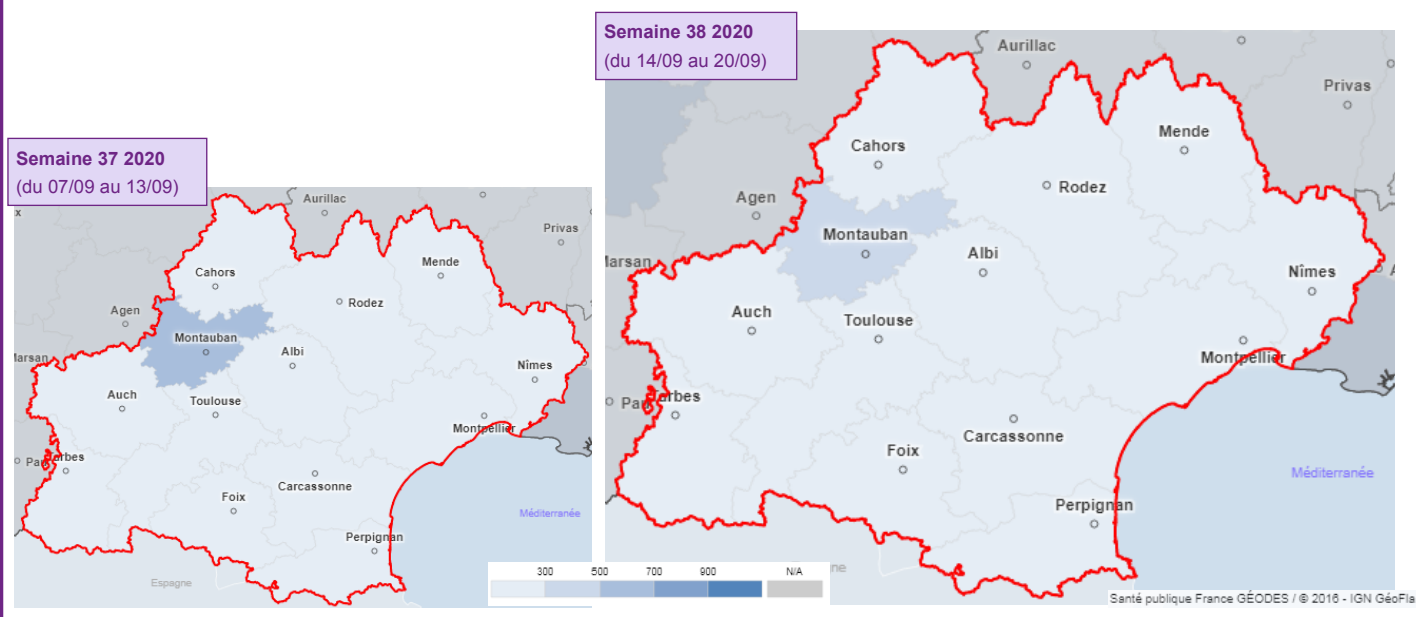 Semaine 37 2020
(du 07/09 au 13/09)
Aurillac
Privas
Mende
Cahors
Rodez
Agen
Montauban
Albi
Marsan
Nîmes
Auch
Toulouse
Montpellier
Tarbes
Carcassonne
Foix
Méditerranée
Perpignan
Espagne
Semaine 38 2020
(du 14/09 au 20/09)
Aurillac
Privas
Mende
Cahors
Rodez
Agen
Montauban
Albi
Marsan
Nîmes
Auch
Toulouse
Montpellier
Tarbes
Carcassonne
Foix
Méditerranée
Perpignan
300 500 700 900 N/A
Santé publique France GÉODES / © 2016 - IGN GéoFla